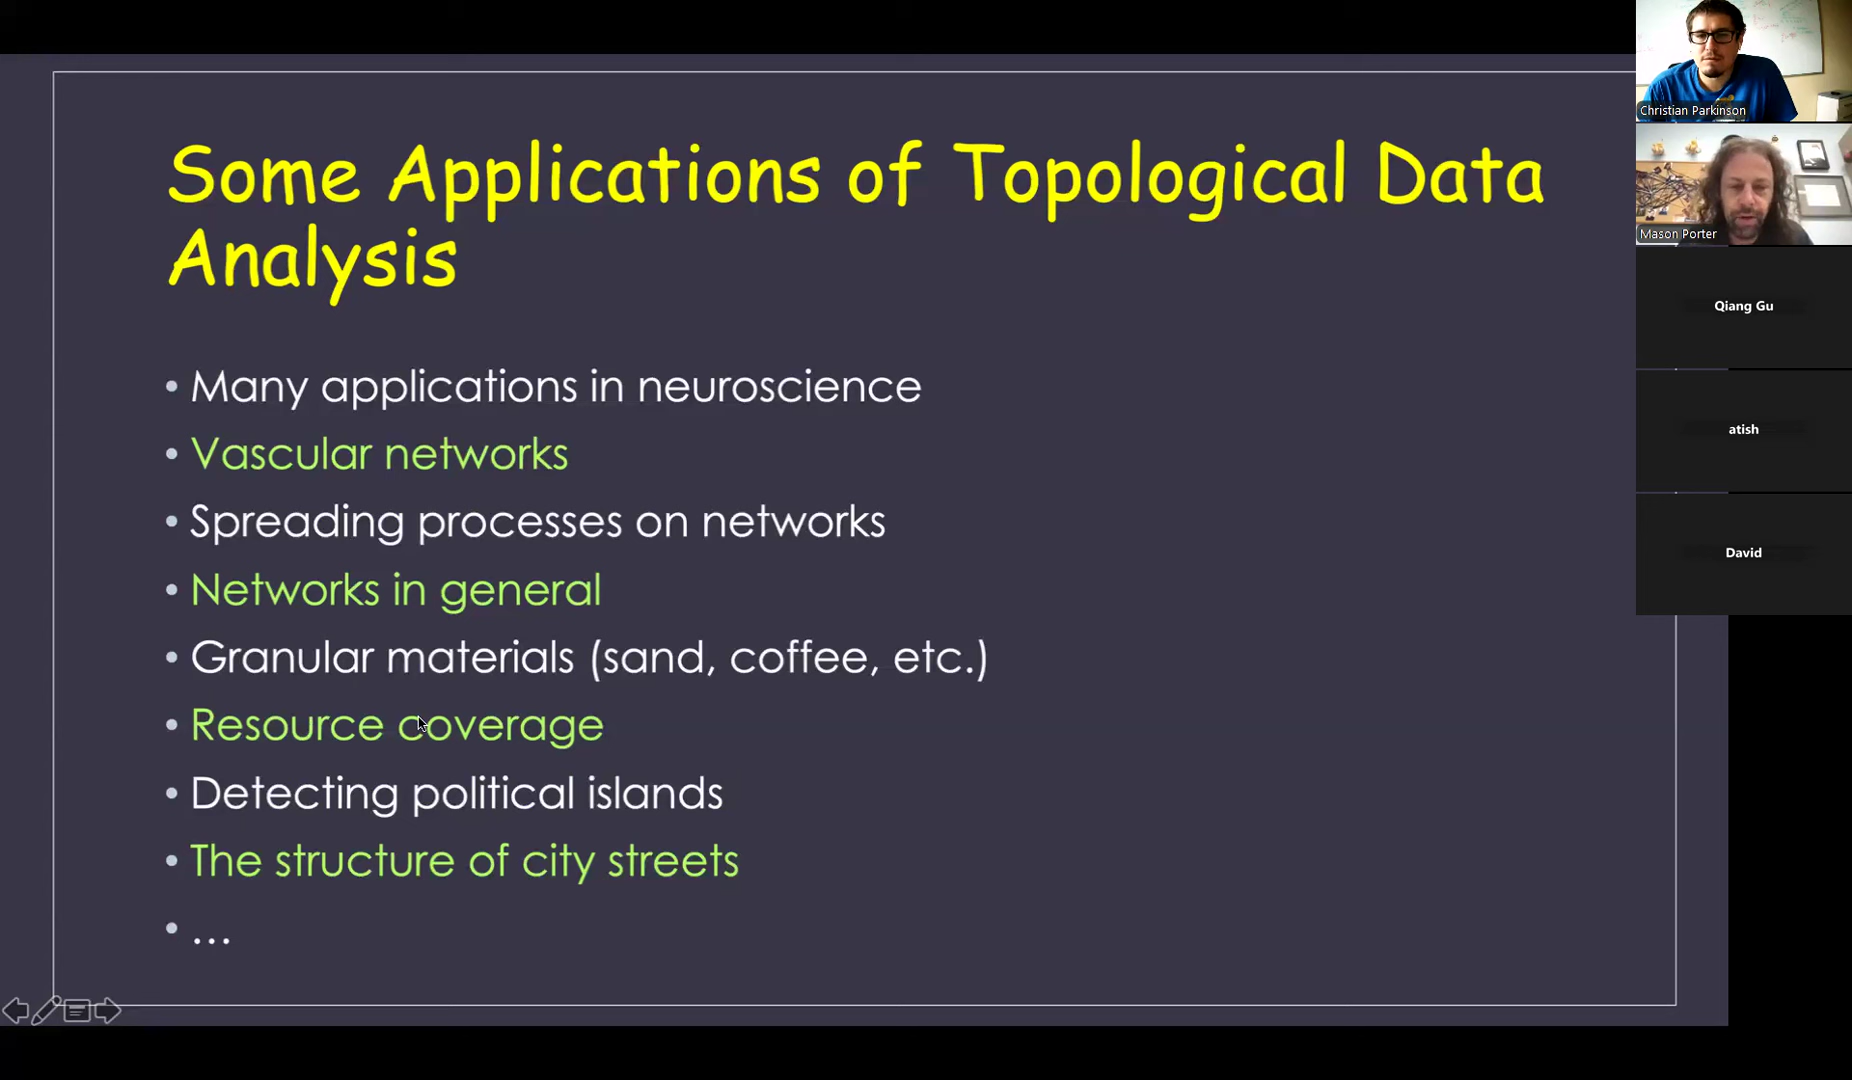 Some Applications of Topological Data
Analysis
• Many applications in neuroscience
• Vascular networks
• Spreading processes on networks
• Networks in general
• Granular materials (sand, coffee, etc.)
• Resource coverage
• Detecting political islands
• The structure of city streets
• ...
Christian Parkinson
Mason Porter
Qiang Gu
atish
David